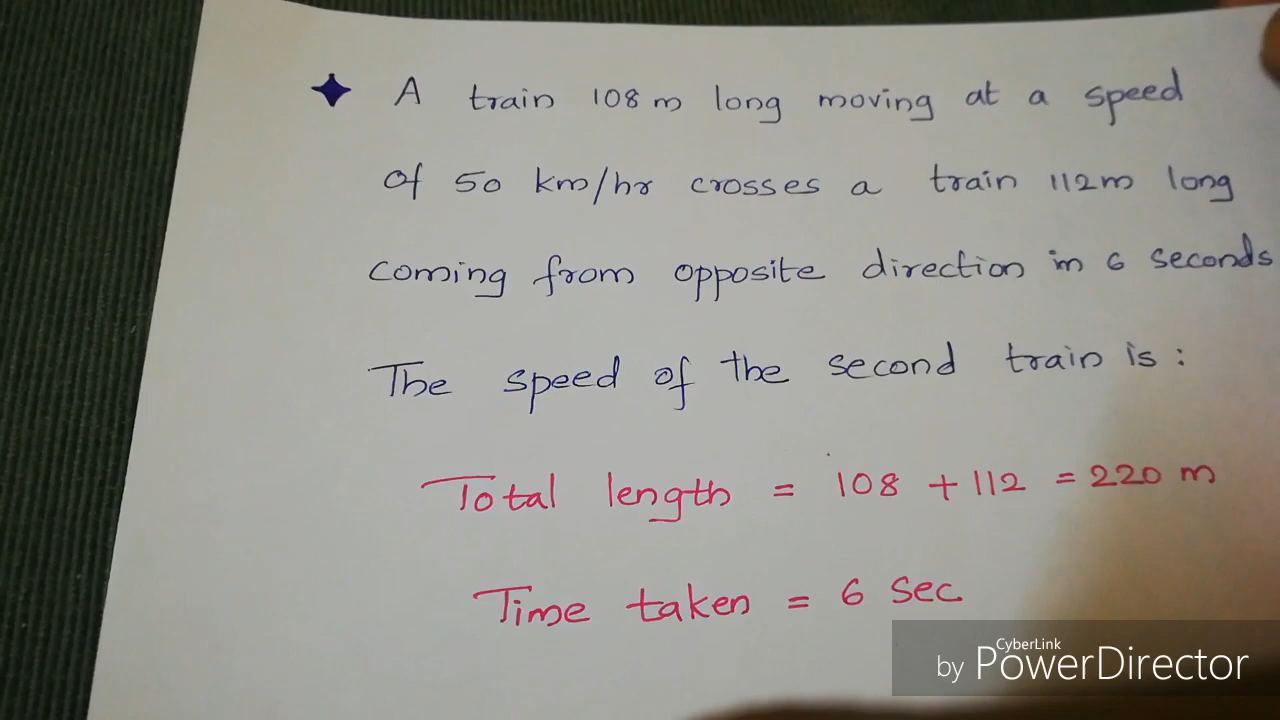 A train 108 m long moving at a speed
of 50 km/hr crosses a train 112m long
coming from opposite direction in 6 seconds
The speed of the second train is :
Total length = 108 + 112 = 220 m
Time taken = 6 sec
CyberLink
by PowerDirector